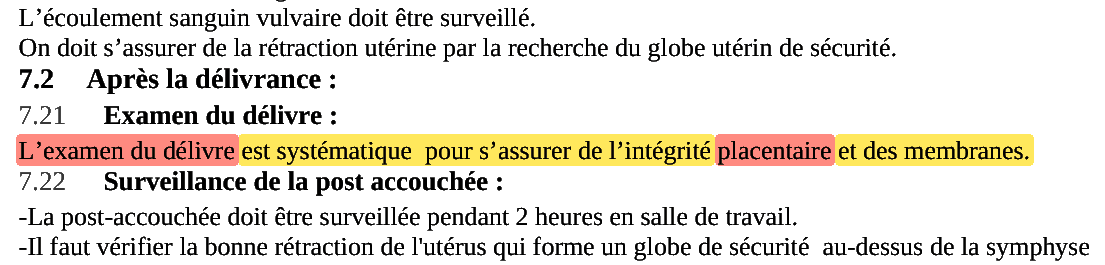 L’écoulement sanguin vulvaire doit être surveillé.
On doit s’assurer de la rétraction utérine par la recherche du globe utérin de sécurité.
7.2 Après la délivrance :
7.21 Examen du délivre :
L’examen du délivre est systématique  pour s’assurer de l’intégrité placentaire et des membranes.
7.22 Surveillance de la post accouchée :
-La post-accouchée doit être surveillée pendant 2 heures en salle de travail.
-Il faut vérifier la bonne rétraction de l'utérus qui forme un globe de sécurité  au-dessus de la symphyse